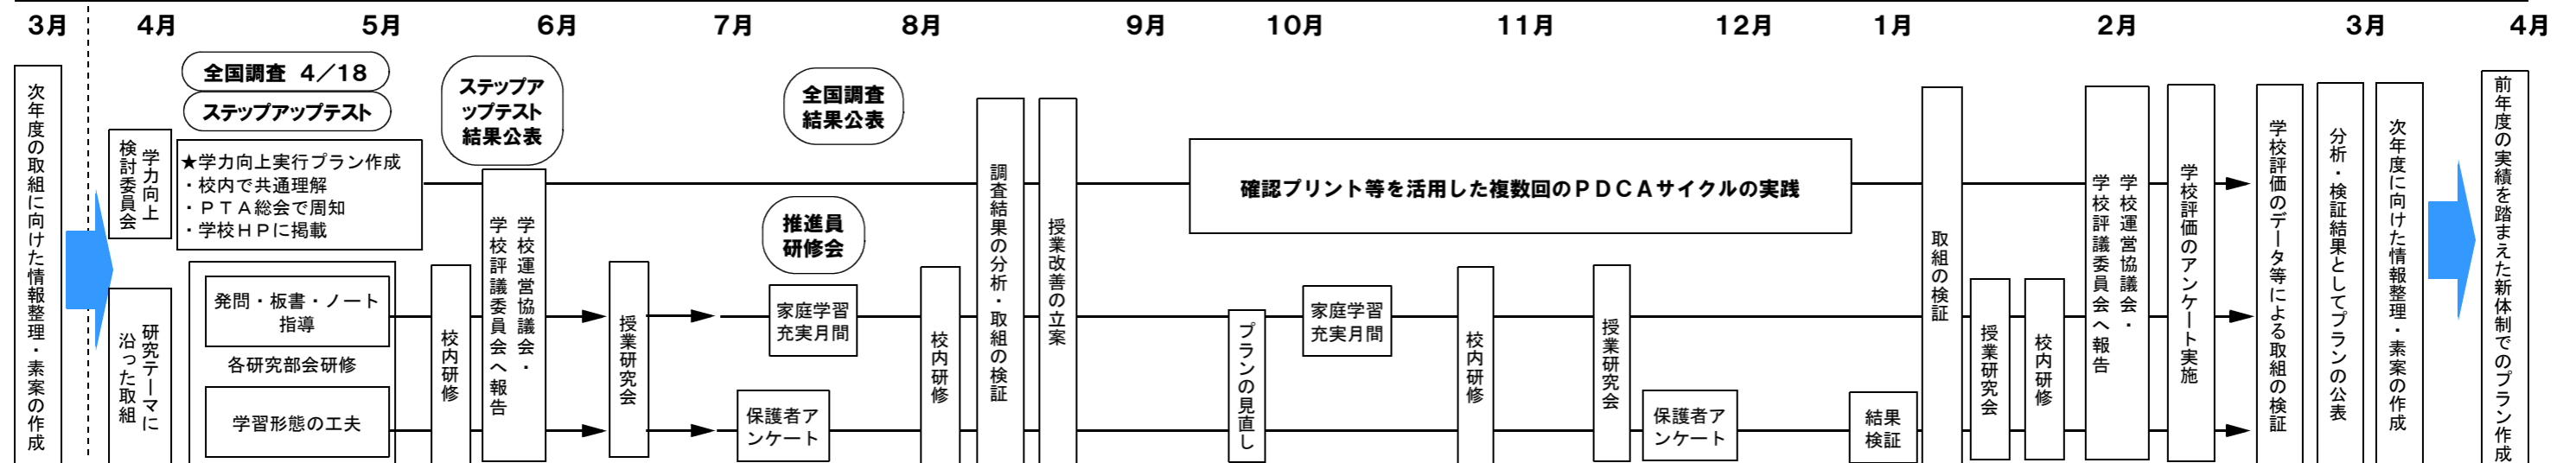 3月
4月
5月
6月
7月
8月
9月
10月
11月
12月
1月
2月
3月
4月
次年度の取組に向けた情報整理・素案の作成
学力向上
検討委員会
研究テーマに
沿った取組
全国調査 4／18
ステップアップテスト
★学力向上実行プラン作成
・校内で共通理解
・ＰＴＡ総会で周知
・学校ＨＰに掲載
発問・板書・ノート
指導
各研究部会研修
学習形態の工夫
校内研修
ステップア
ップテスト
結果公表
学校運営協議会・
学校評議委員会へ報告
授業研究会
全国調査
結果公表
推進員
研修会
家庭学習
充実月間
保護者ア
ンケート
校内研修
調査結果の分析・取組の検証
授業改善の立案
確認プリント等を活用した複数回のＰＤＣＡサイクルの実践
プランの見直し
家庭学習
充実月間
校内研修
授業研究会
保護者ア
ンケート
結果
検証
取組の検証
授業研究会
校内研修
学校運営協議会・
学校評議委員会へ報告
学校評価のアンケート実施
学校評価のデータ等による取組の検証
分析・検証結果としてプランの公表
次年度に向けた情報整理・素案の作成
前年度の実績を踏まえた新体制でのプラン作成